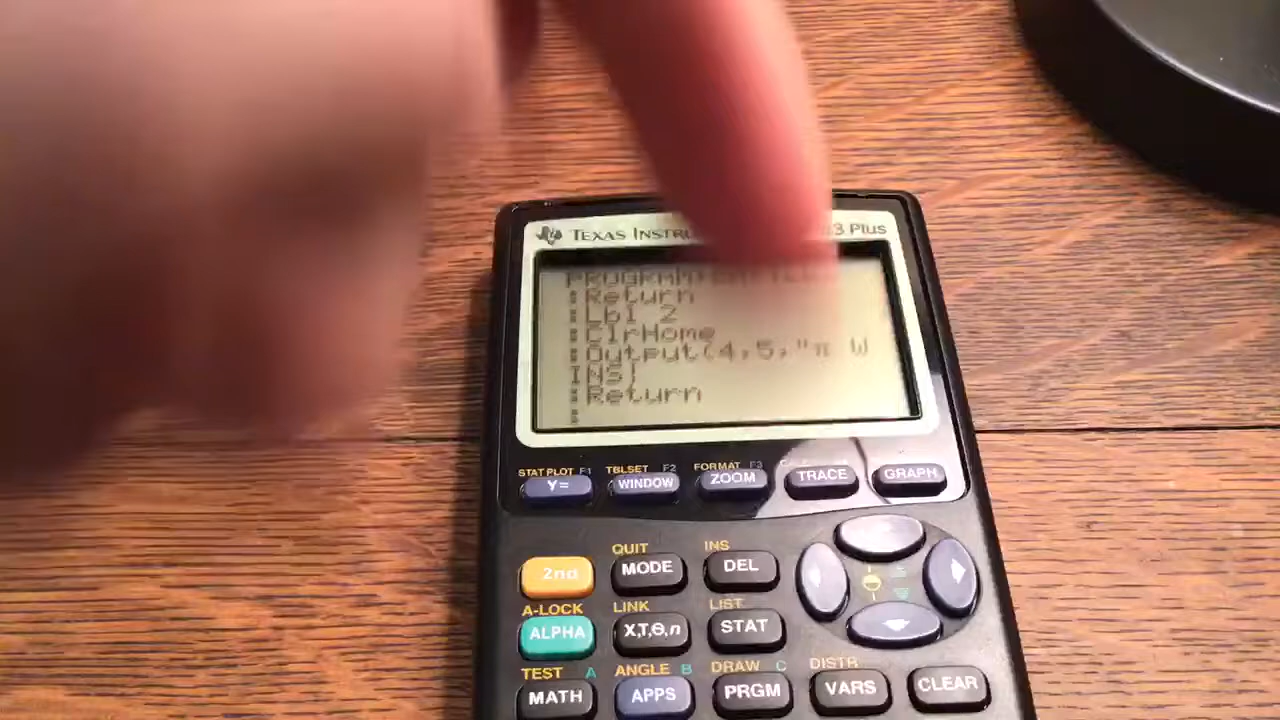 TEXAS INSTRU 3 Plus
PROGRAM
:Return
:Lbl 2
:ClrHome
:Output(4,5,"π W
INS)
:Return
:
STAT PLOT F1 TBLSET F2 FORMAT F3
Y= WINDOW ZOOM TRACE GRAPH
QUIT INS
2nd MODE DEL
A-LOCK LINK LIST
ALPHA X,T,Θ,n STAT
TEST A ANGLE B DRAW C DISTR
MATH APPS PRGM VARS CLEAR